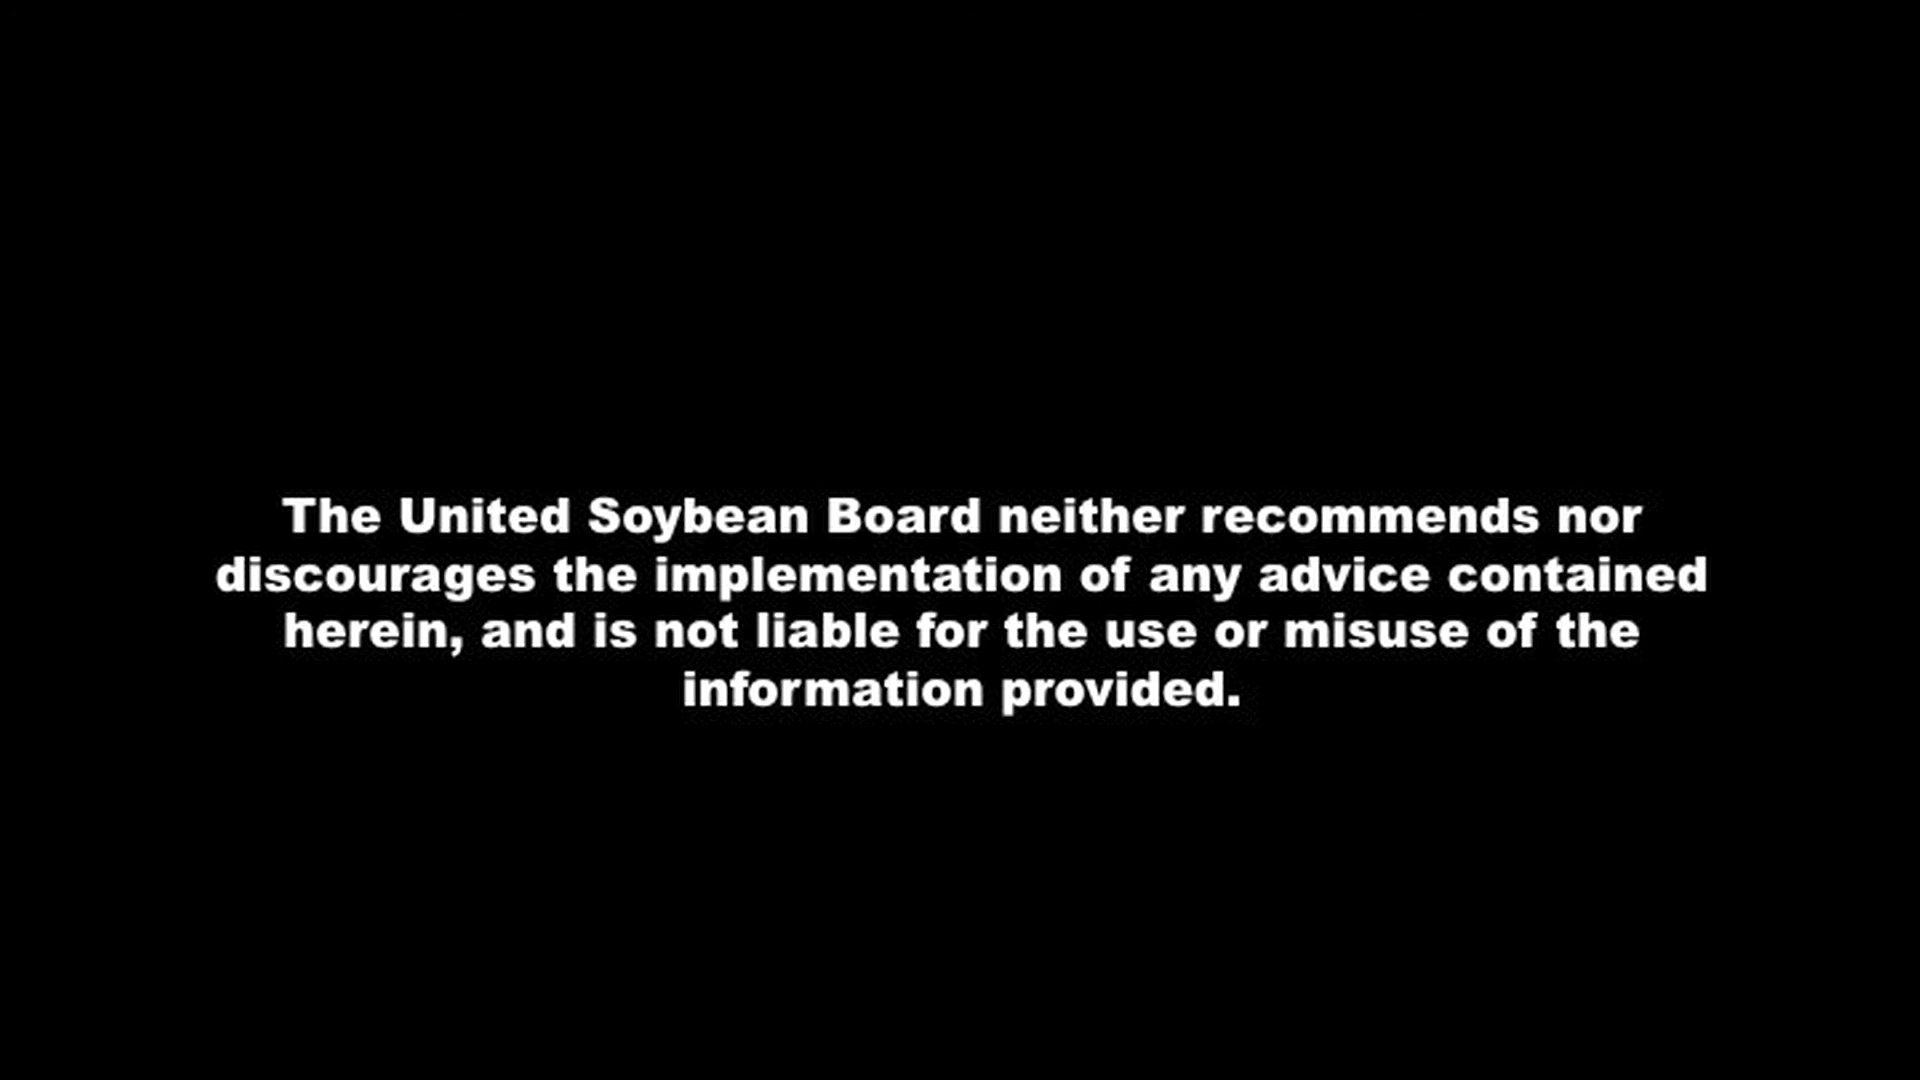 The United Soybean Board neither recommends nor
discourages the implementation of any advice contained
herein, and is not liable for the use or misuse of the
information provided.